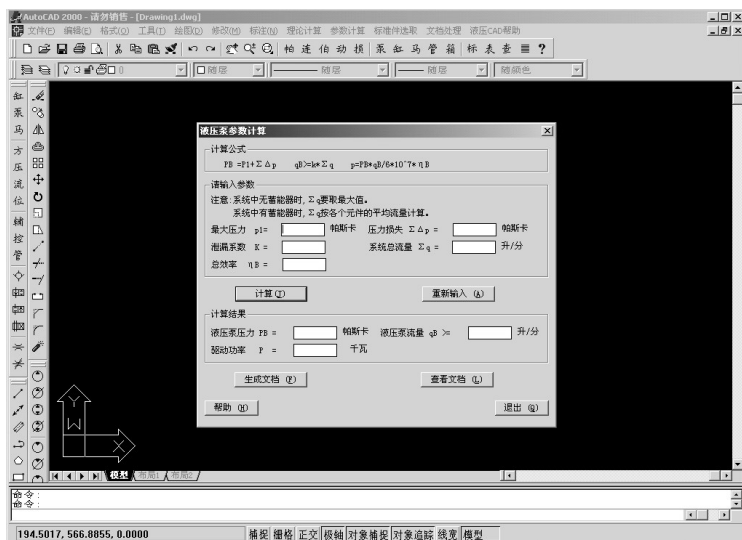 AutoCAD 2000 - 请勿销售 - [Drawing1.dwg]
文件(F) 编辑(E) 格式(O) 工具(T) 绘图(D) 修改(M) 标注(N) 理论计算 参数计算 标准件选取 文档处理 液压CAD帮助
帕 连 伯 动 损 泵 缸 马 管 箱 标 表 查 ?
0 随层 随层 随层 随颜色
缸
泵
马
方
压
流
位
辅
控
管
液压泵参数计算
计算公式
PB =P1+ΣΔp qB>=k*Σq p=PB*qB/6*10^7*ηB
请输入参数
注意:系统中无蓄能器时,Σq要取最大值。
系统中有蓄能器时,Σq按各个元件的平均流量计算。
最大压力 p1= 帕斯卡 压力损失 ΣΔp = 帕斯卡
泄漏系数 K = 系统总流量 Σq = 升/分
总效率 ηB =
计算(T) 重新输入 (A)
计算结果
液压泵压力 PB = 帕斯卡 液压泵流量 qB >= 升/分
驱动功率 P = 千瓦
生成文档 (P) 查看文档 (L)
帮助 (H) 退出 (Q)
Y
W
X
模型 布局1 布局2
命令:
命令:
194.5017, 566.8855, 0.0000 捕捉 栅格 正交 极轴 对象捕捉 对象追踪 线宽 模型